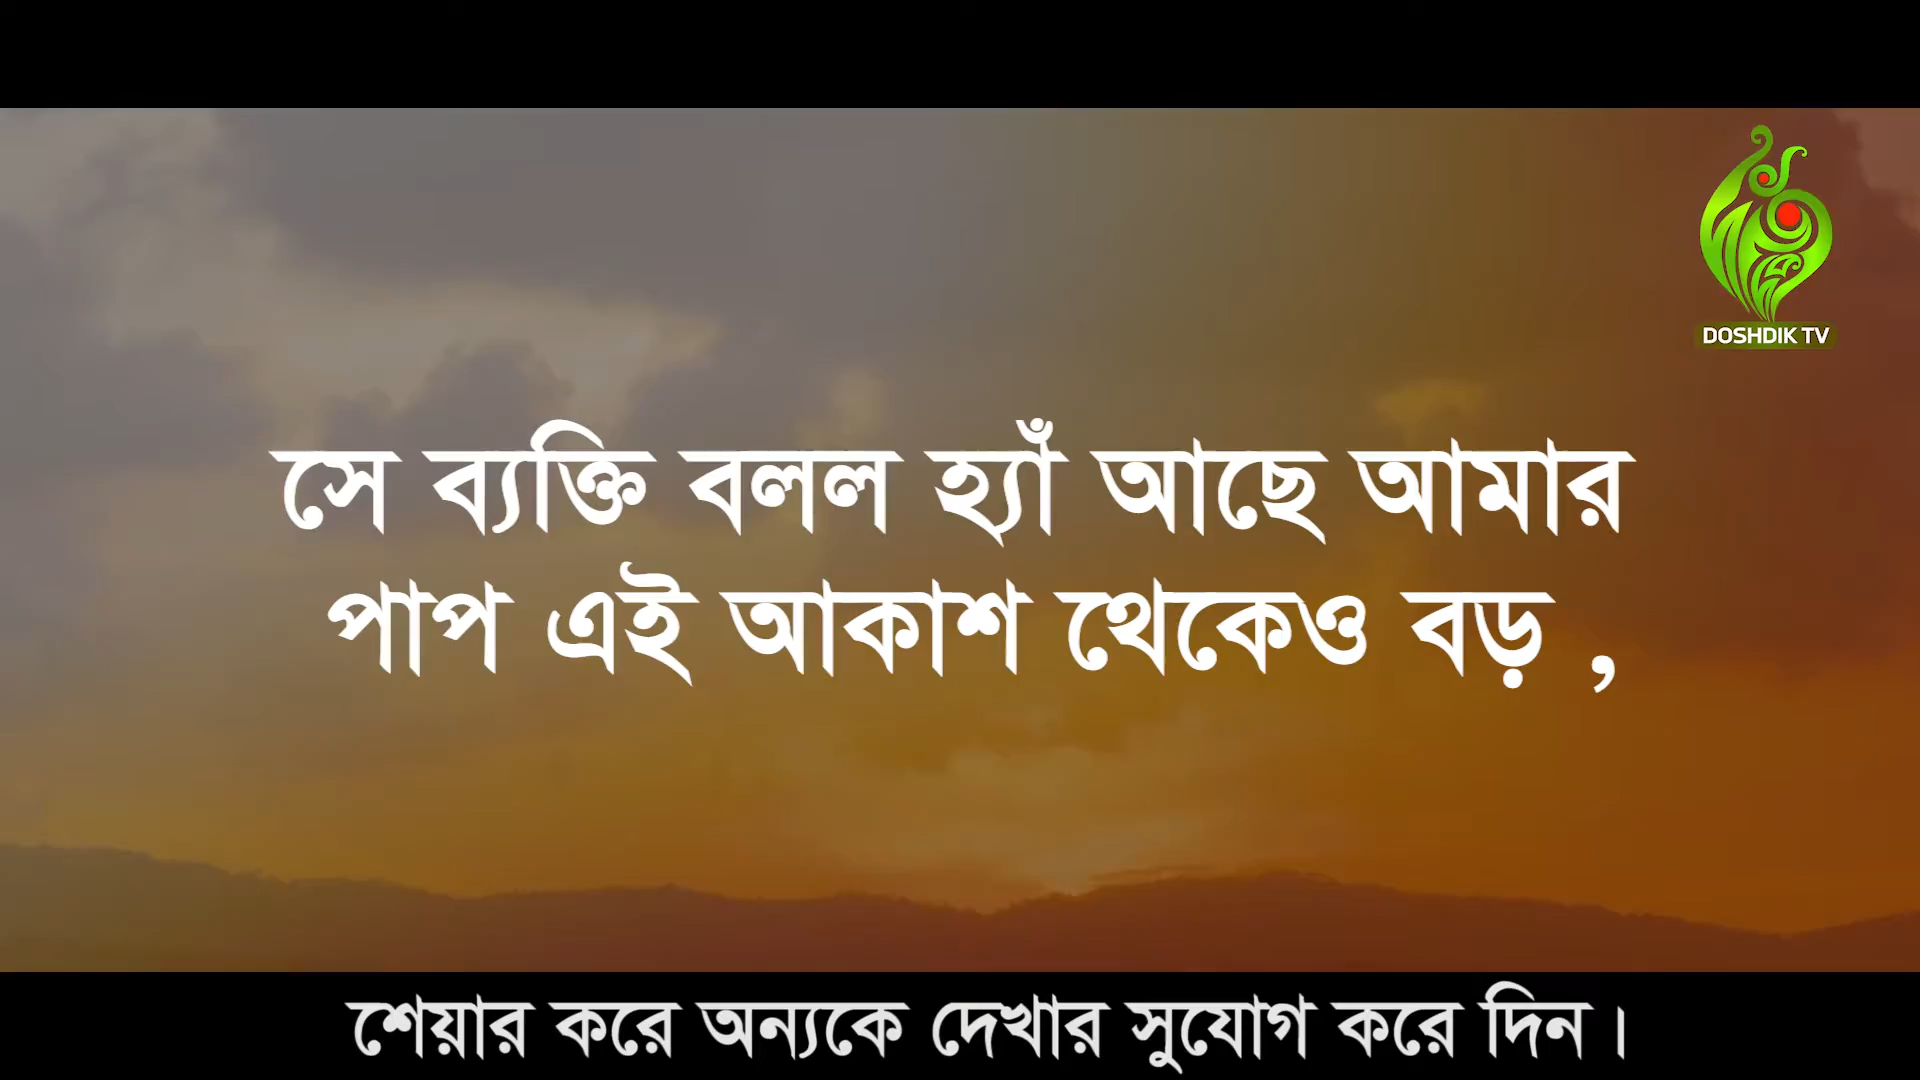 DOSHDIK TV
সে ব্যক্তি বলল হ্যাঁ আছে আমার
পাপ এই আকাশ থেকেও বড় ,
শেয়ার করে অন্যকে দেখার সুযোগ করে দিন।